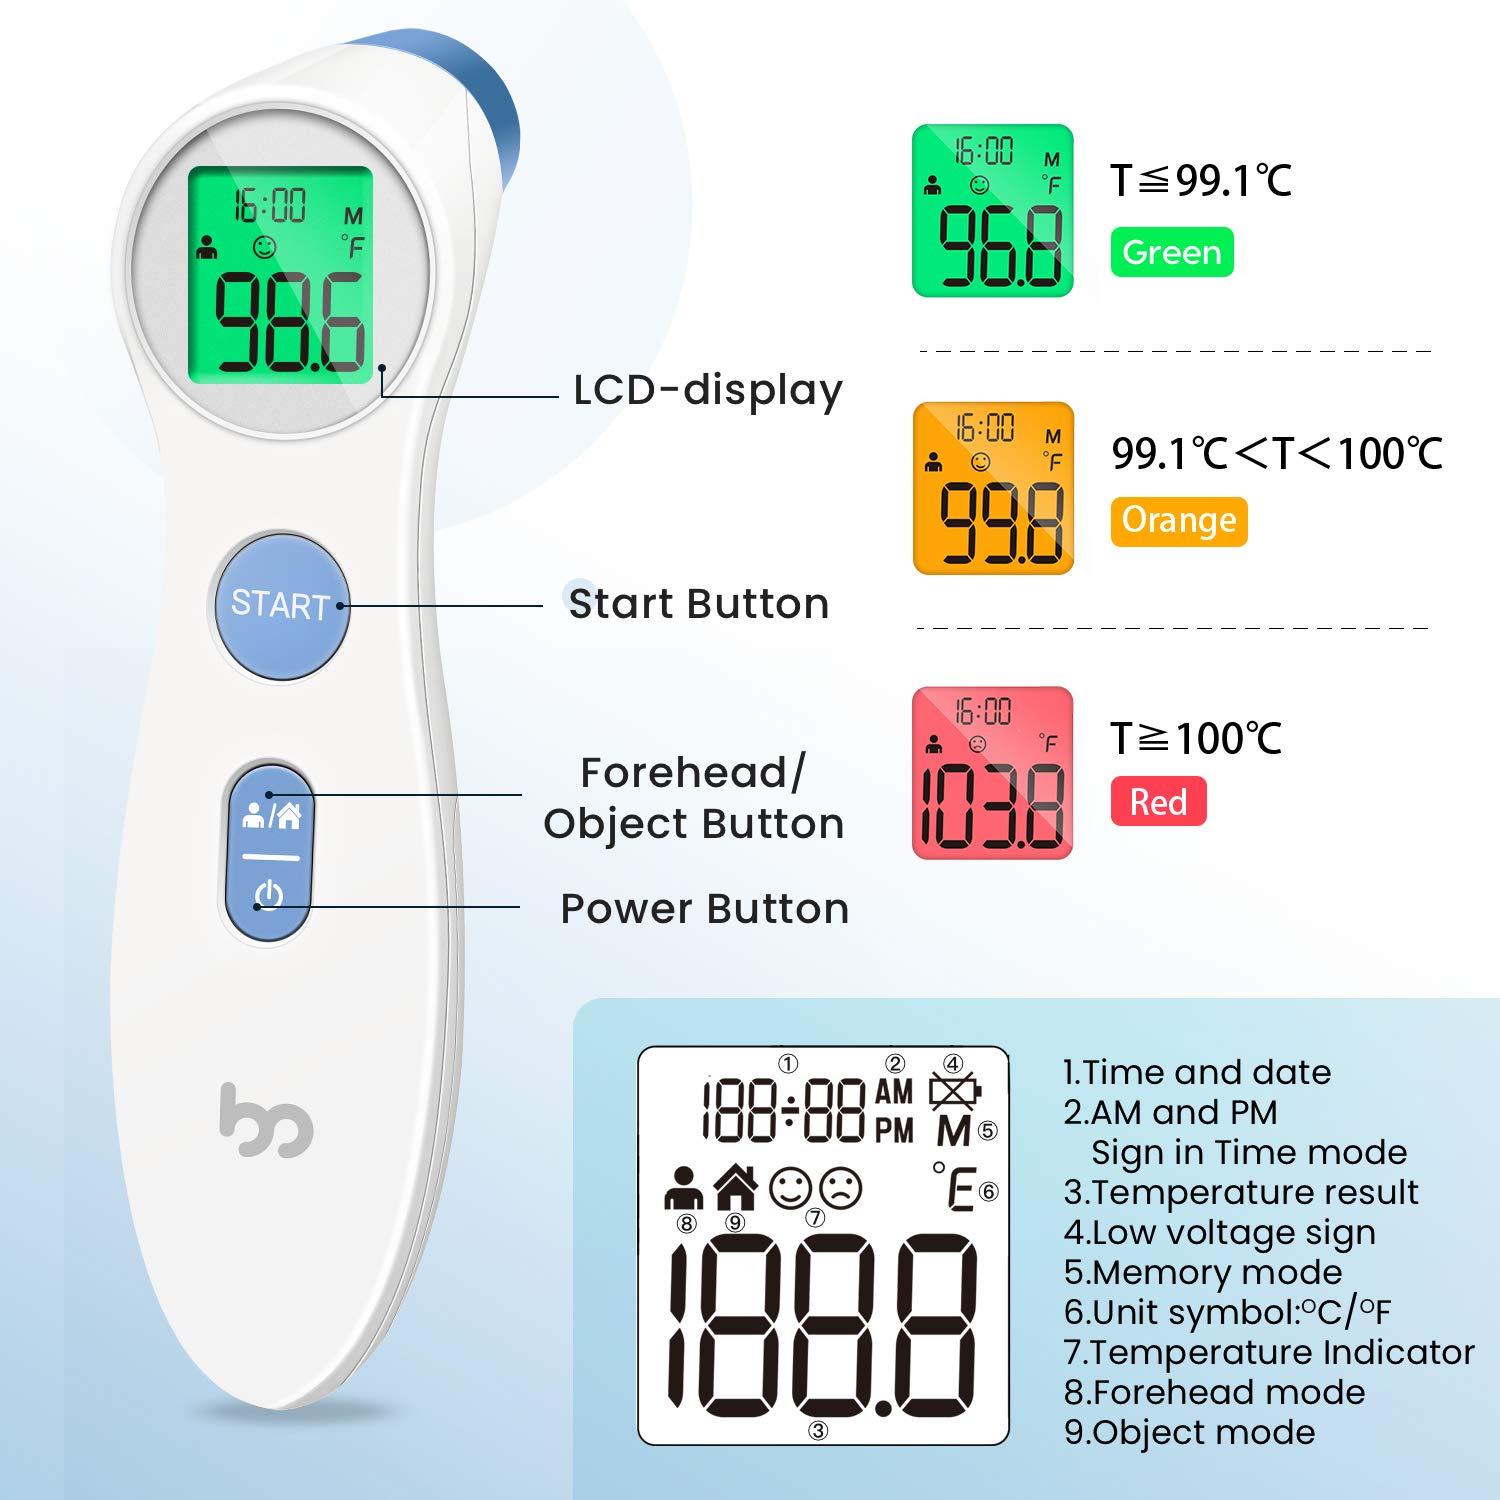 16:00
M
°F
98.6
LCD-display
START
Start Button
Forehead/
Object Button
Power Button
16:00
M
°F
96.8
T≦99.1℃
Green
16:00
M
°F
99.8
99.1℃<T<100℃
Orange
16:00
°F
103.8
T≧100℃
Red
① ② ④
188:88 AM
PM M ⑤
°E ⑥
⑧ ⑨ ⑦
188.8
③
1.Time and date
2.AM and PM
Sign in Time mode
3.Temperature result
4.Low voltage sign
5.Memory mode
6.Unit symbol:°C/°F
7.Temperature Indicator
8.Forehead mode
9.Object mode